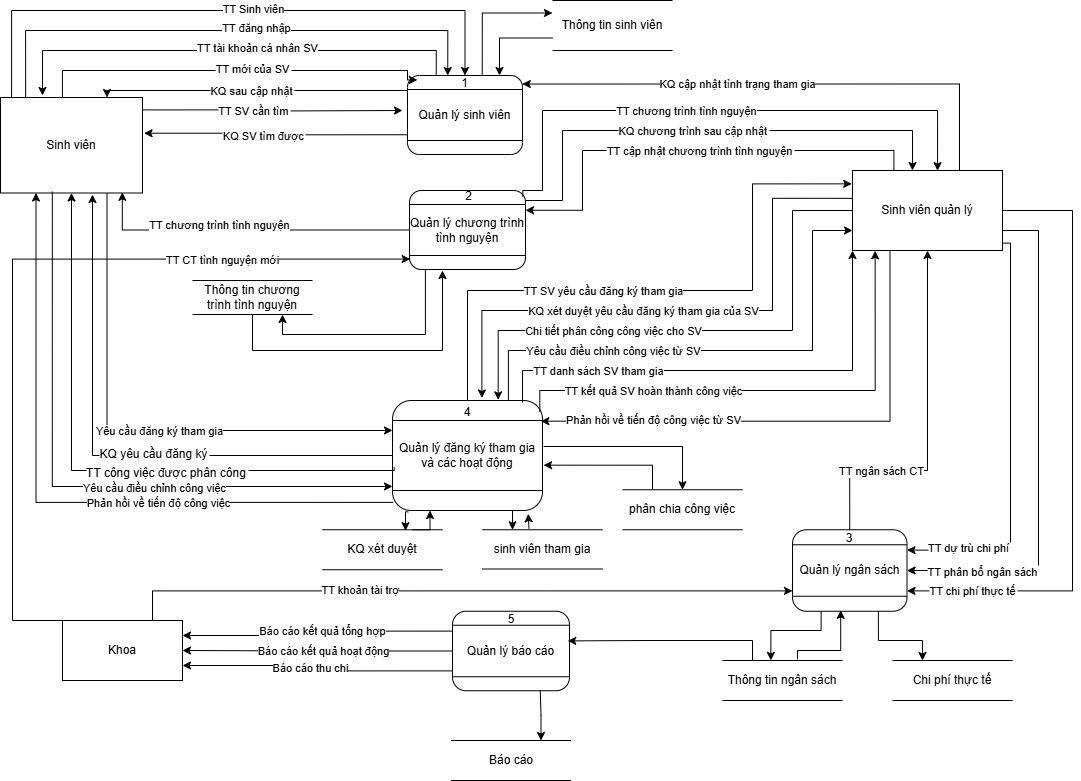 TT Sinh viên
TT đăng nhập
TT tài khoản cá nhân SV
TT mới của SV
KQ sau cập nhật
TT SV cần tìm
KQ SV tìm được
Sinh viên
1
Quản lý sinh viên
Thông tin sinh viên
KQ cập nhật tình trạng tham gia
TT chương trình tình nguyện
KQ chương trình sau cập nhật
TT cập nhật chương trình tình nguyện
Sinh viên quản lý
2
Quản lý chương trình
tình nguyện
TT chương trình tình nguyện
TT CT tình nguyện mới
Thông tin chương
trình tình nguyện
TT SV yêu cầu đăng ký tham gia
KQ xét duyệt yêu cầu đăng ký tham gia của SV
Chi tiết phân công công việc cho SV
Yêu cầu điều chỉnh công việc từ SV
TT danh sách SV tham gia
TT kết quả SV hoàn thành công việc
Phản hồi về tiến độ công việc từ SV
4
Quản lý đăng ký tham gia
và các hoạt động
Yêu cầu đăng ký tham gia
KQ yêu cầu đăng ký
TT công việc được phân công
Yêu cầu điều chỉnh công việc
Phản hồi về tiến độ công việc
KQ xét duyệt
sinh viên tham gia
phân chia công việc
TT ngân sách CT
3
Quản lý ngân sách
TT dự trù chi phí
TT phân bổ ngân sách
TT chi phí thực tế
TT khoản tài trợ
Khoa
Báo cáo kết quả tổng hợp
Báo cáo kết quả hoạt động
Báo cáo thu chi
5
Quản lý báo cáo
Thông tin ngân sách
Chi phí thực tế
Báo cáo